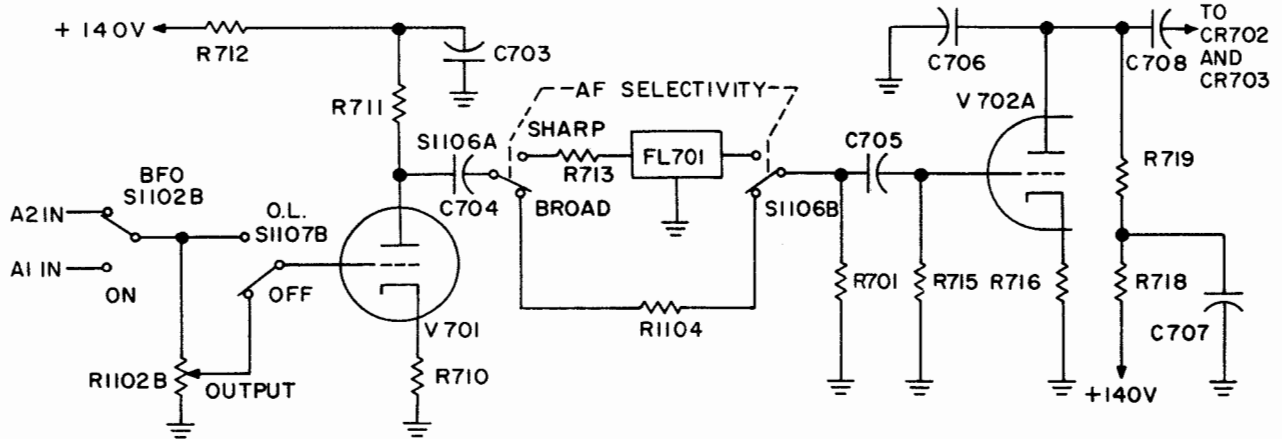 + 140V
R712
C703
R711
AF SELECTIVITY
S1106A
SHARP
R713
FL701
C704
BROAD
S1106B
R1104
BFO
S1102B
A2 IN
A1 IN
ON
O.L.
S1107B
OFF
V 701
R710
R1102B
OUTPUT
C705
R701
R715
C706
V 702A
C708
TO
CR702
AND
CR703
R719
R716
R718
C707
+140V